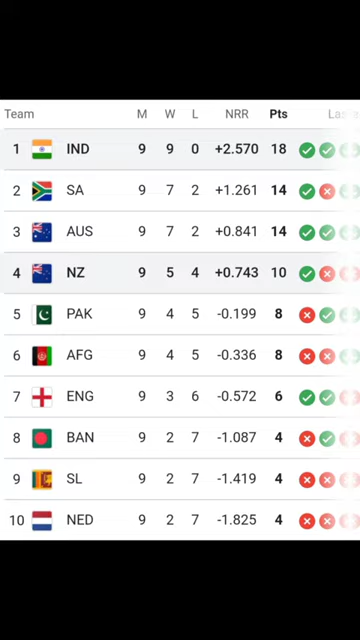 Team M W L NRR Pts
1 IND 9 9 0 +2.570 18
2 SA 9 7 2 +1.261 14
3 AUS 9 7 2 +0.841 14
4 NZ 9 5 4 +0.743 10
5 PAK 9 4 5 -0.199 8
6 AFG 9 4 5 -0.336 8
7 ENG 9 3 6 -0.572 6
8 BAN 9 2 7 -1.087 4
9 SL 9 2 7 -1.419 4
10 NED 9 2 7 -1.825 4